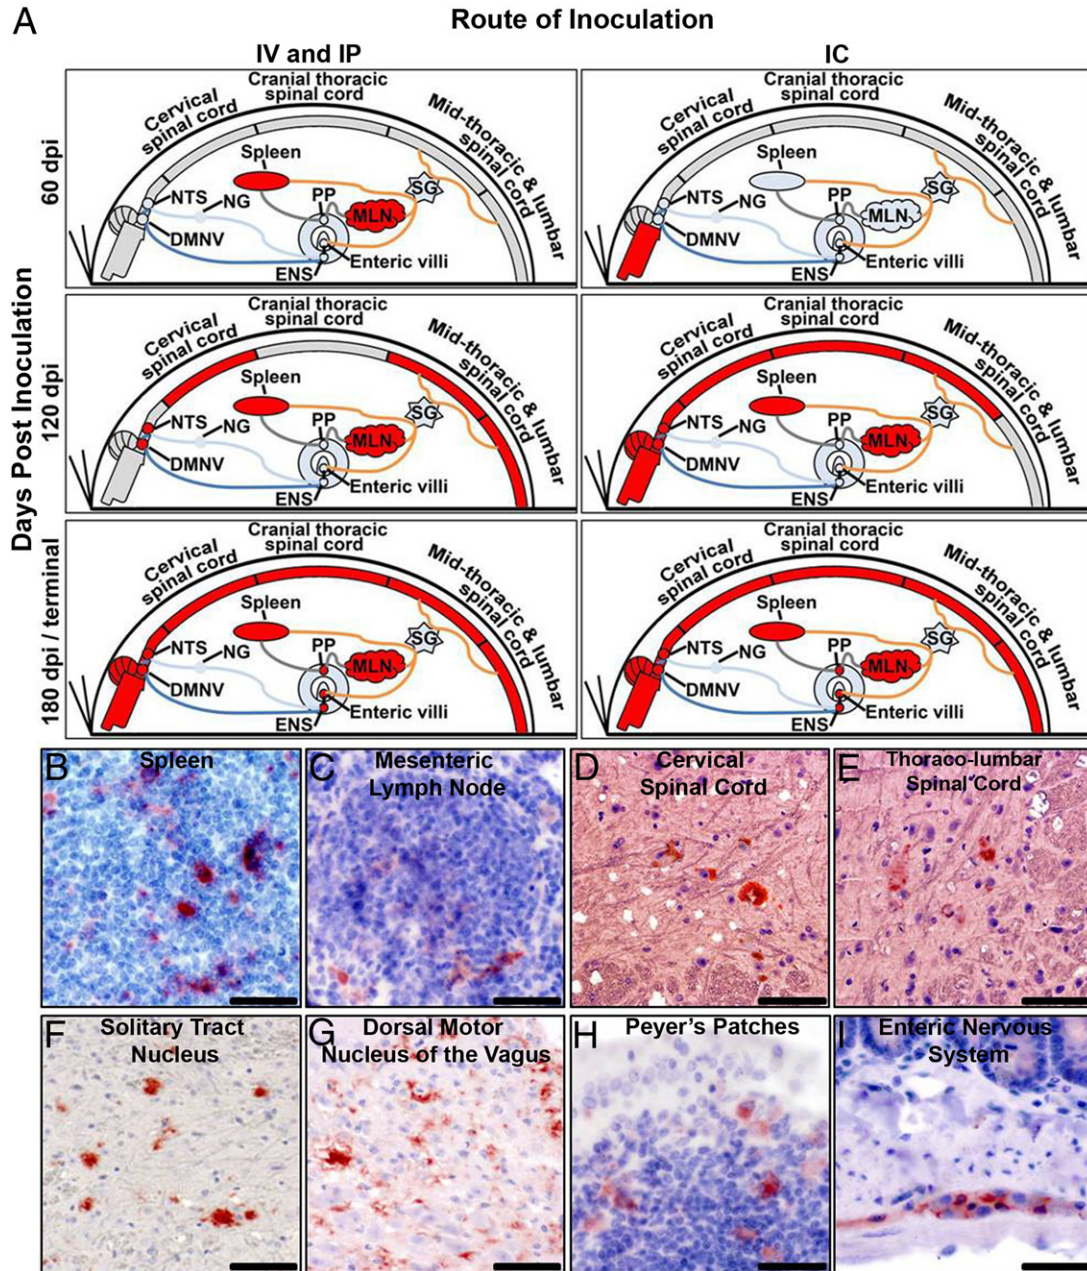 A
Route of Inoculation
IV and IP
IC
Days Post Inoculation
60 dpi
Cervical
spinal cord
Cranial thoracic
spinal cord
Mid-thoracic & lumbar
spinal cord
Spleen
NTS
NG
DMNV
PP
MLN
SG
Enteric villi
ENS
Cervical
spinal cord
Cranial thoracic
spinal cord
Mid-thoracic & lumbar
spinal cord
Spleen
NTS
NG
DMNV
PP
MLN
SG
Enteric villi
ENS
120 dpi
Cervical
spinal cord
Cranial thoracic
spinal cord
Mid-thoracic & lumbar
spinal cord
Spleen
NTS
NG
DMNV
PP
MLN
SG
Enteric villi
ENS
Cervical
spinal cord
Cranial thoracic
spinal cord
Mid-thoracic & lumbar
spinal cord
Spleen
NTS
NG
DMNV
PP
MLN
SG
Enteric villi
ENS
180 dpi / terminal
Cervical
spinal cord
Cranial thoracic
spinal cord
Mid-thoracic & lumbar
spinal cord
Spleen
NTS
NG
DMNV
PP
MLN
SG
Enteric villi
ENS
Cervical
spinal cord
Cranial thoracic
spinal cord
Mid-thoracic & lumbar
spinal cord
Spleen
NTS
NG
DMNV
PP
MLN
SG
Enteric villi
ENS
B
Spleen
C
Mesenteric
Lymph Node
D
Cervical
Spinal Cord
E
Thoraco-lumbar
Spinal Cord
F
Solitary Tract
Nucleus
G
Dorsal Motor
Nucleus of the Vagus
H
Peyer's Patches
I
Enteric Nervous
System